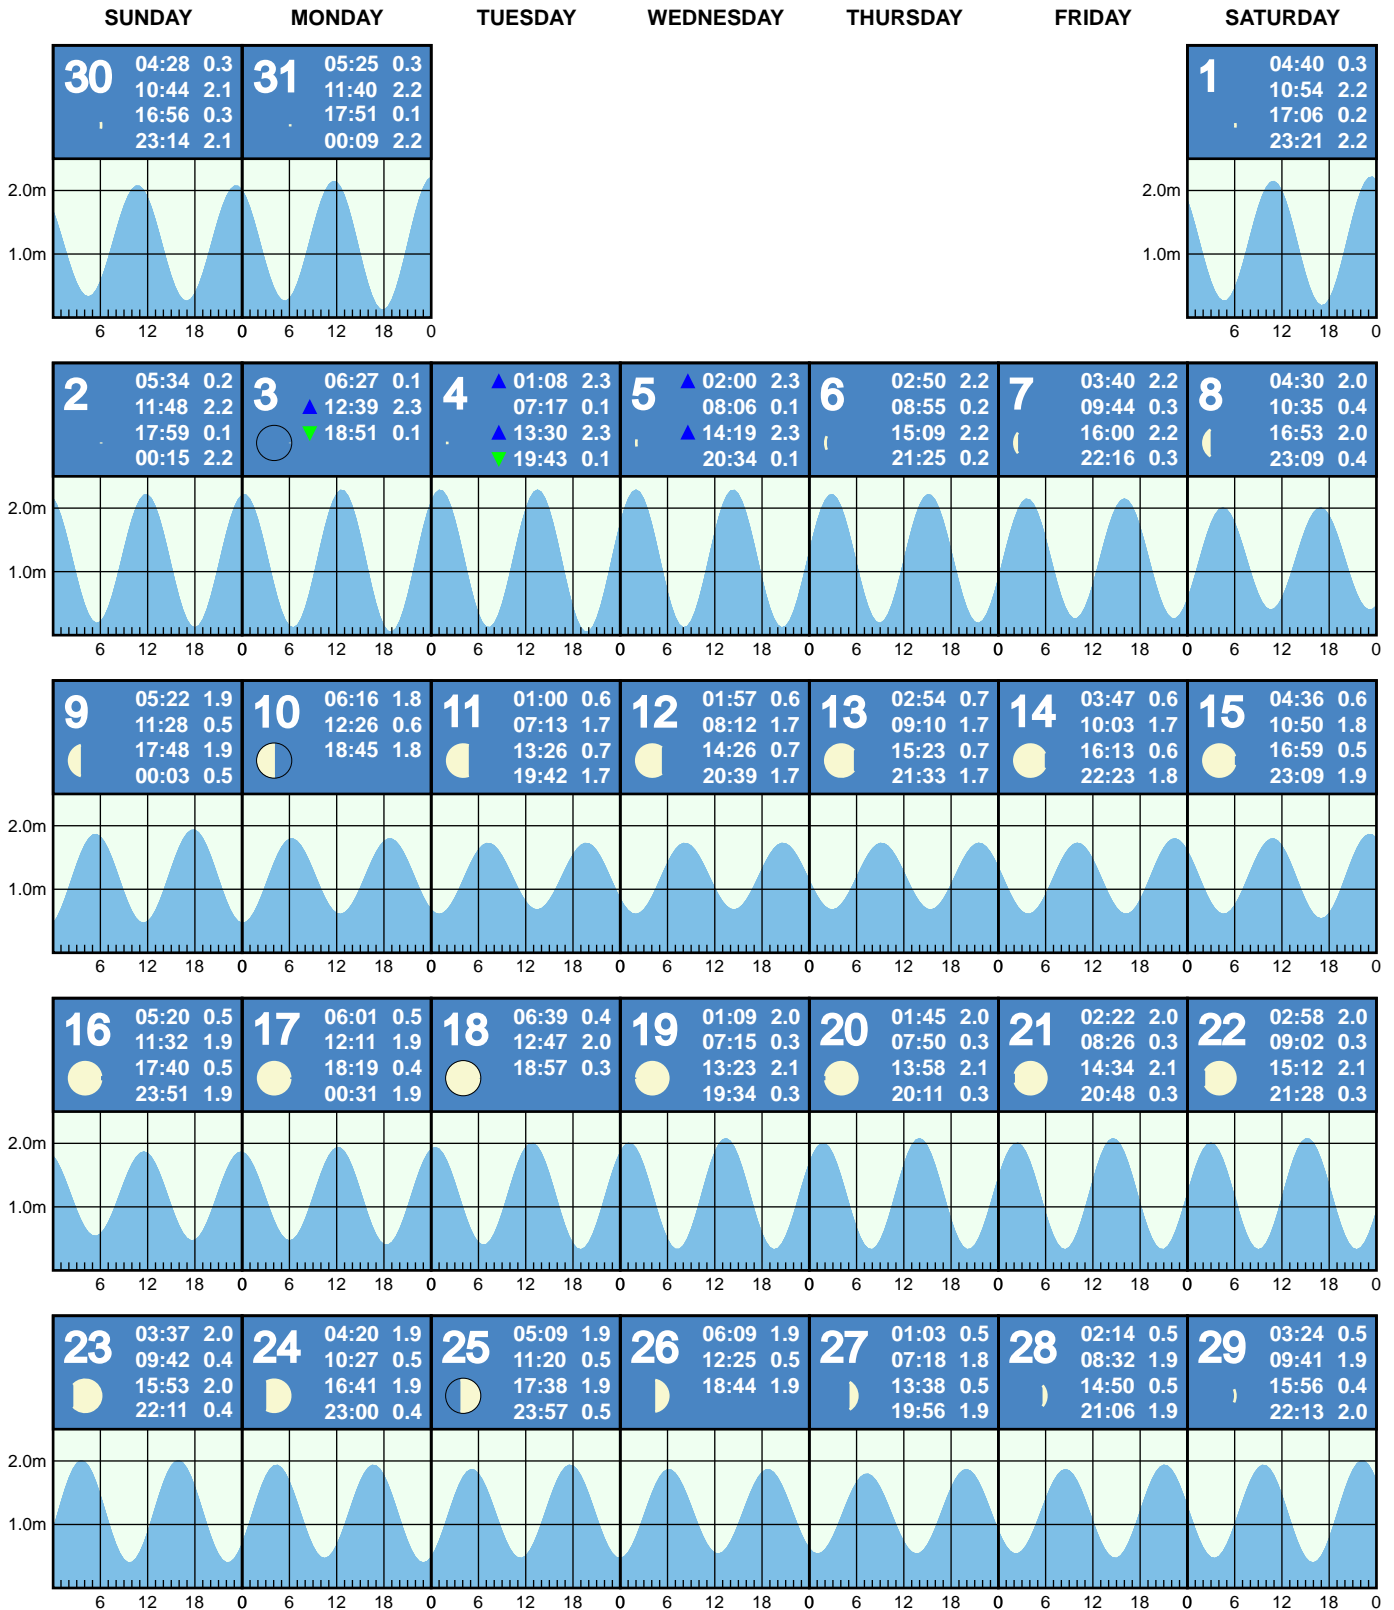 SUNDAY MONDAY TUESDAY WEDNESDAY THURSDAY FRIDAY SATURDAY
30 04:28 0.3
10:44 2.1
16:56 0.3
23:14 2.1
31 05:25 0.3
11:40 2.2
17:51 0.1
00:09 2.2
1 04:40 0.3
10:54 2.2
17:06 0.2
23:21 2.2
2.0m 2.0m
1.0m 1.0m
6 12 18 0 0 6 12 18 0 6 12 18 0
2 05:34 0.2
11:48 2.2
17:59 0.1
00:15 2.2
3 06:27 0.1
12:39 2.3
18:51 0.1
4 01:08 2.3
07:17 0.1
13:30 2.3
19:43 0.1
5 02:00 2.3
08:06 0.1
14:19 2.3
20:34 0.1
6 02:50 2.2
08:55 0.2
15:09 2.2
21:25 0.2
7 03:40 2.2
09:44 0.3
16:00 2.2
22:16 0.3
8 04:30 2.0
10:35 0.4
16:53 2.0
23:09 0.4
2.0m
1.0m
6 12 18 0 0 6 12 18 0 0 6 12 18 0 0 6 12 18 0 0 6 12 18 0 0 6 12 18 0 0 6 12 18 0
9 05:22 1.9
11:28 0.5
17:48 1.9
00:03 0.5
10 06:16 1.8
12:26 0.6
18:45 1.8
11 01:00 0.6
07:13 1.7
13:26 0.7
19:42 1.7
12 01:57 0.6
08:12 1.7
14:26 0.7
20:39 1.7
13 02:54 0.7
09:10 1.7
15:23 0.7
21:33 1.7
14 03:47 0.6
10:03 1.7
16:13 0.6
22:23 1.8
15 04:36 0.6
10:50 1.8
16:59 0.5
23:09 1.9
2.0m
1.0m
6 12 18 0 0 6 12 18 0 0 6 12 18 0 0 6 12 18 0 0 6 12 18 0 0 6 12 18 0 0 6 12 18 0
16 05:20 0.5
11:32 1.9
17:40 0.5
23:51 1.9
17 06:01 0.5
12:11 1.9
18:19 0.4
00:31 1.9
18 06:39 0.4
12:47 2.0
18:57 0.3
19 01:09 2.0
07:15 0.3
13:23 2.1
19:34 0.3
20 01:45 2.0
07:50 0.3
13:58 2.1
20:11 0.3
21 02:22 2.0
08:26 0.3
14:34 2.1
20:48 0.3
22 02:58 2.0
09:02 0.3
15:12 2.1
21:28 0.3
2.0m
1.0m
6 12 18 0 0 6 12 18 0 0 6 12 18 0 0 6 12 18 0 0 6 12 18 0 0 6 12 18 0 0 6 12 18 0
23 03:37 2.0
09:42 0.4
15:53 2.0
22:11 0.4
24 04:20 1.9
10:27 0.5
16:41 1.9
23:00 0.4
25 05:09 1.9
11:20 0.5
17:38 1.9
23:57 0.5
26 06:09 1.9
12:25 0.5
18:44 1.9
27 01:03 0.5
07:18 1.8
13:38 0.5
19:56 1.9
28 02:14 0.5
08:32 1.9
14:50 0.5
21:06 1.9
29 03:24 0.5
09:41 1.9
15:56 0.4
22:13 2.0
2.0m
1.0m
6 12 18 0 0 6 12 18 0 0 6 12 18 0 0 6 12 18 0 0 6 12 18 0 0 6 12 18 0 0 6 12 18 0